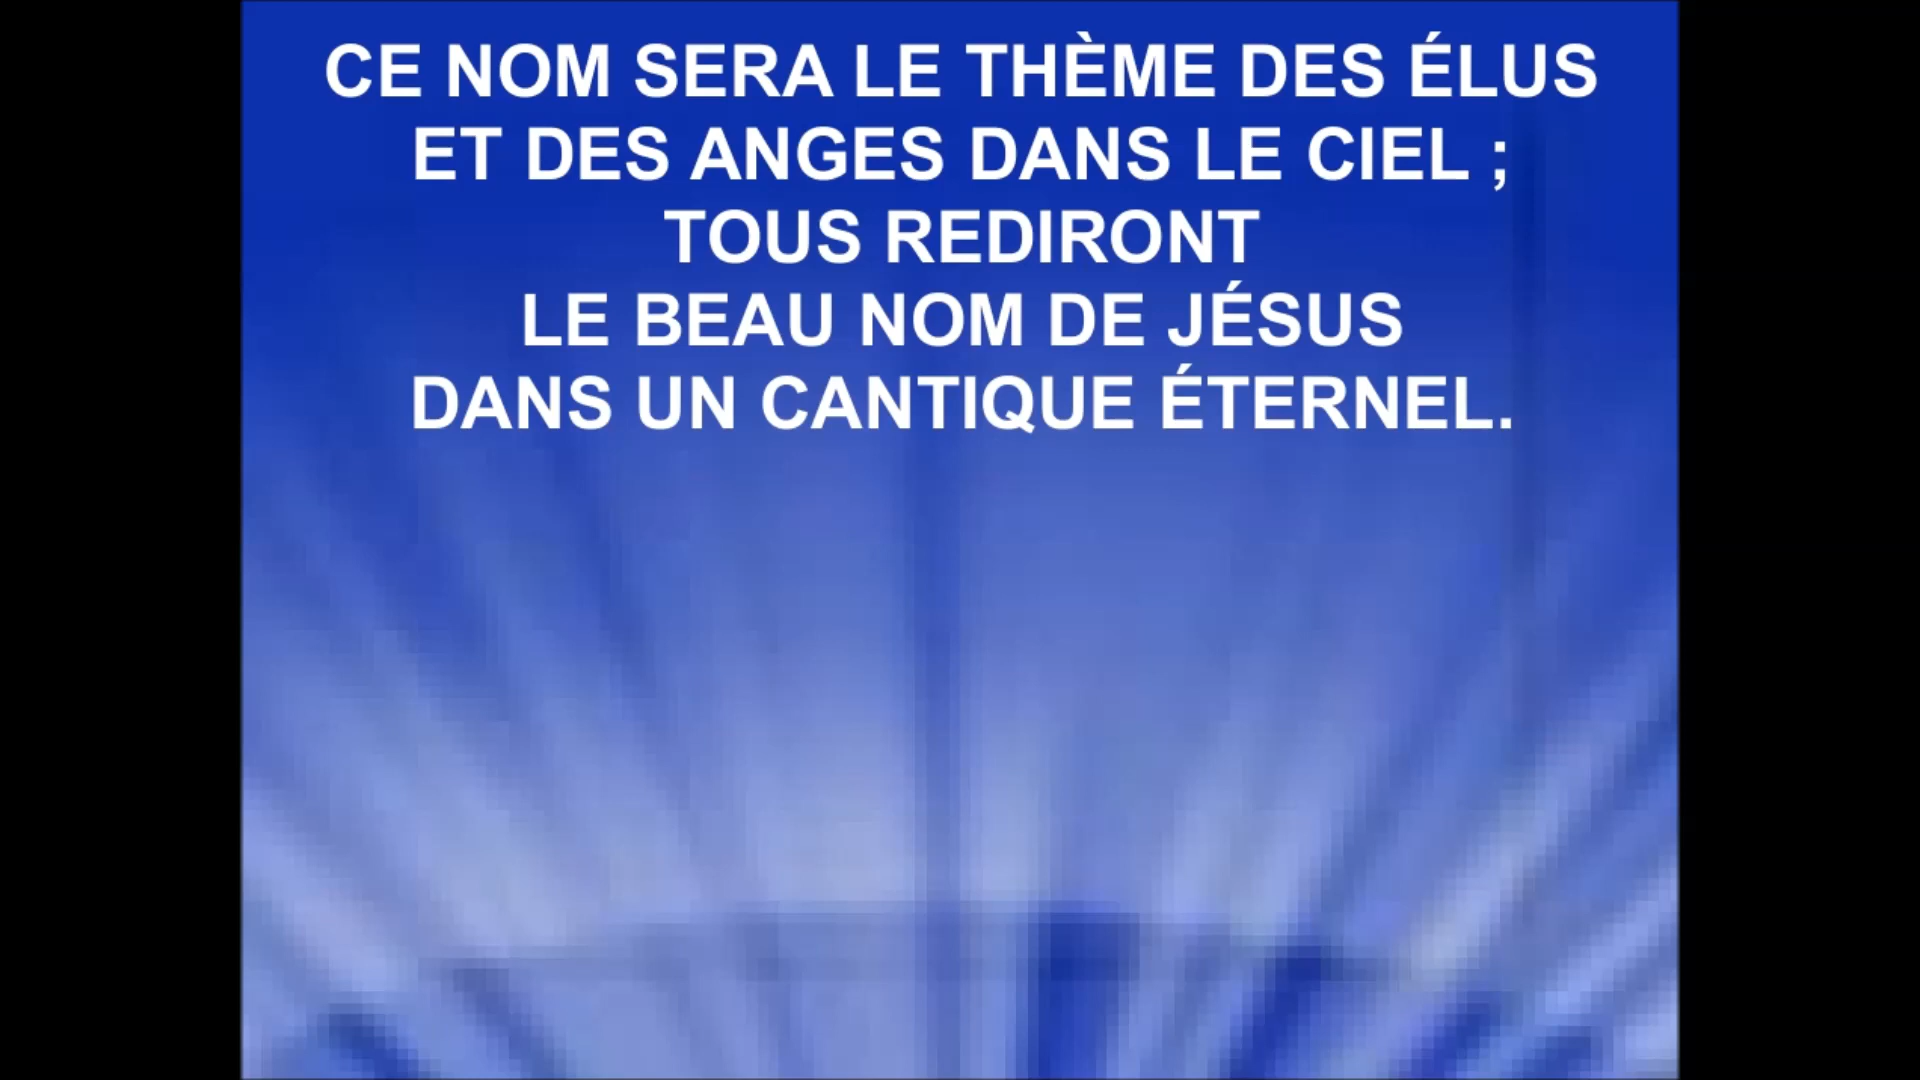 CE NOM SERA LE THÈME DES ÉLUS
ET DES ANGES DANS LE CIEL ;
TOUS REDIRONT
LE BEAU NOM DE JÉSUS
DANS UN CANTIQUE ÉTERNEL.